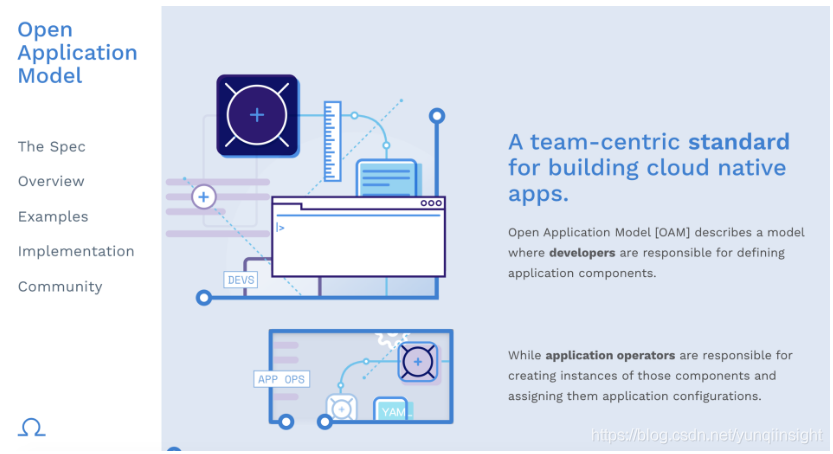 Open
Application
Model
The Spec
Overview
Examples
Implementation
Community
A team-centric standard
for building cloud native
apps.
Open Application Model [OAM] describes a model
where developers are responsible for defining
application components.
DEVS
APP OPS
YAML
While application operators are responsible for
creating instances of those components and
assigning them application configurations.
https://blog.csdn.net/yunqiinsight